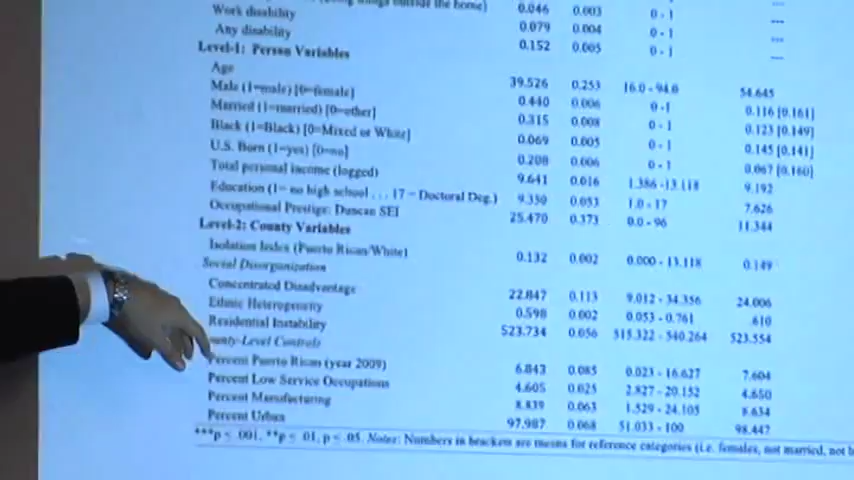 outside the home) 0.046 0.003 0 - 1 ---
Work disability 0.079 0.004 0 - 1 ---
Any disability 0.152 0.005 0 - 1 ---
Level-1: Person Variables
Age 39.526 0.253 16.0 - 94.0 54.645
Male (1=male) [0=female] 0.440 0.006 0 - 1 0.116 [0.161]
Married (1=married) [0=other] 0.315 0.008 0 - 1 0.123 [0.149]
Black (1=Black) [0=Mixed or White] 0.069 0.005 0 - 1 0.145 [0.141]
U.S. Born (1=yes) [0=no] 0.208 0.006 0 - 1 0.067 [0.160]
Total personal income (logged) 9.641 0.016 1.386 -13.118 9.192
Education (1= no high school . . . 17 = Doctoral Deg.) 9.350 0.053 1.0 - 17 7.626
Occupational Prestige: Duncan SEI 25.470 0.373 0.0 - 96 11.344
Level-2: County Variables
Isolation Index (Puerto Rican/White) 0.132 0.002 0.000 - 13.118 0.149
Social Disorganization
Concentrated Disadvantage 22.847 0.113 9.012 - 34.356 24.006
Ethnic Heterogeneity 0.598 0.002 0.053 - 0.761 .610
Residential Instability 523.734 0.056 515.322 - 540.264 523.554
ounty-Level Controls
Percent Puerto Rican (year 2009) 6.843 0.085 0.023 - 16.627 7.604
Percent Low Service Occupations 4.605 0.025 2.827 - 20.152 4.650
Percent Manufacturing 8.839 0.063 1.529 - 24.105 8.634
Percent Urban 97.987 0.068 51.033 - 100 98.447
***p < .001, **p < .01, p < .05. Notes: Numbers in brackets are means for reference categories (i.e. females, not married, not b